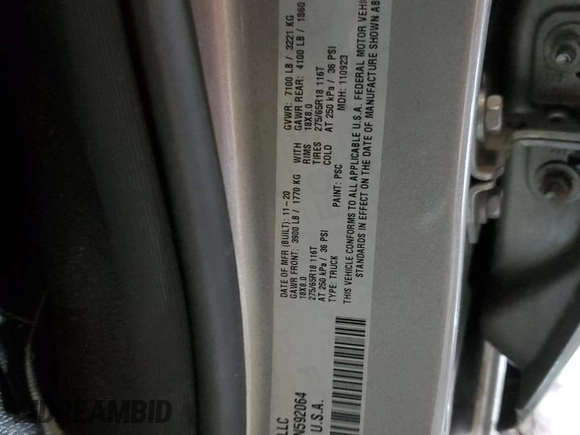 LLC
N592064
U.S.A.
DATE OF MFR (BUILT): 11-20 GVWR: 7100 LB / 3221 KG
GAWR FRONT: 3900 LB / 1770 KG WITH GAWR REAR: 4100 LB / 1860
18X8.0 RIMS 18X8.0
275/65R18 116T TIRES 275/65R18 116T
AT 250 kPa / 36 PSI COLD AT 250 kPa / 36 PSI
TYPE: TRUCK PAINT: PSC MDH: 110923
THIS VEHICLE CONFORMS TO ALL APPLICABLE U.S.A. FEDERAL MOTOR VEHI
STANDARDS IN EFFECT ON THE DATE OF MANUFACTURE SHOWN AB
DREAMBID